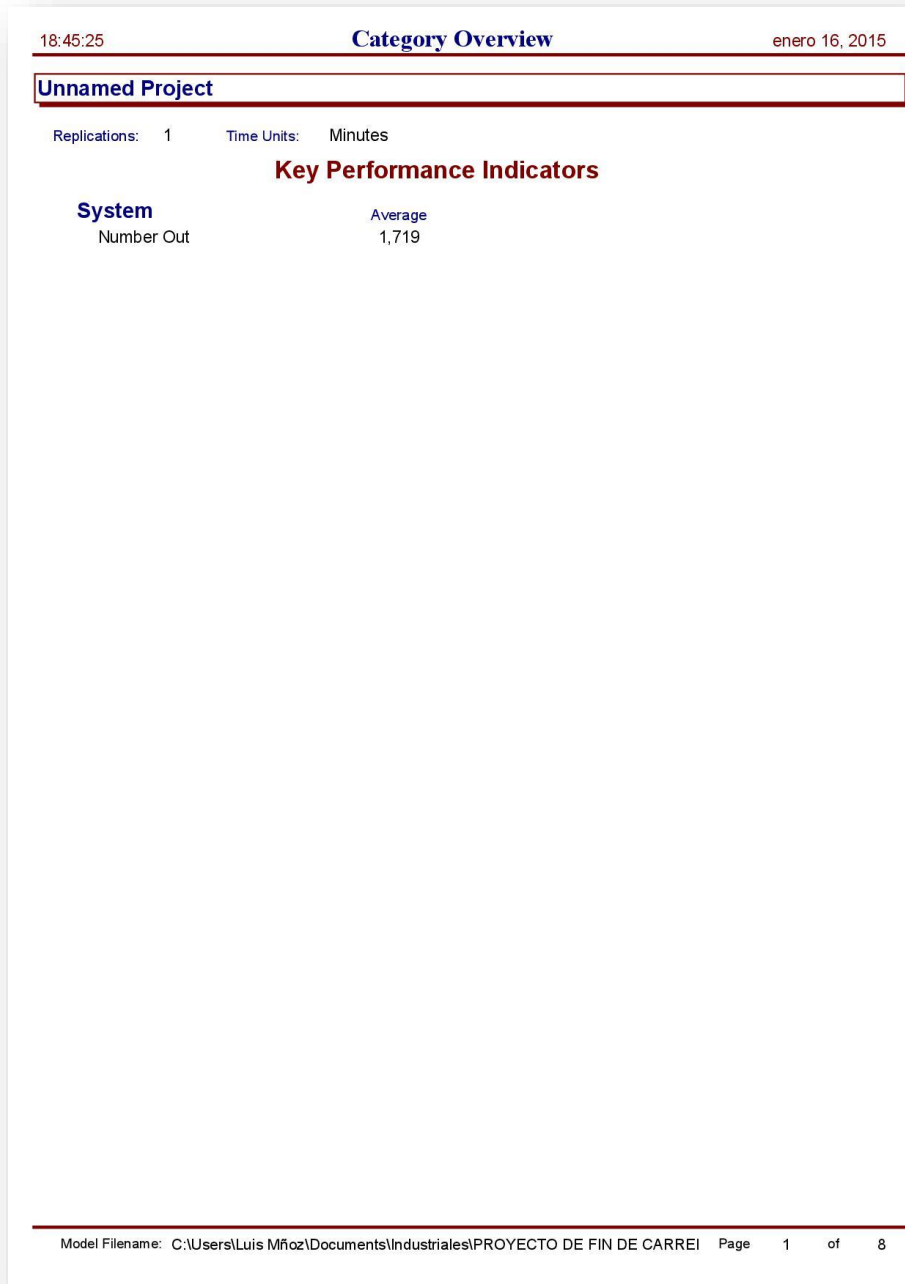 18:45:25 Category Overview enero 16, 2015
Unnamed Project
Replications: 1 Time Units: Minutes
Key Performance Indicators
System Average
Number Out 1,719
Model Filename: C:\Users\Luis Mñoz\Documents\Industriales\PROYECTO DE FIN DE CARREI Page 1 of 8